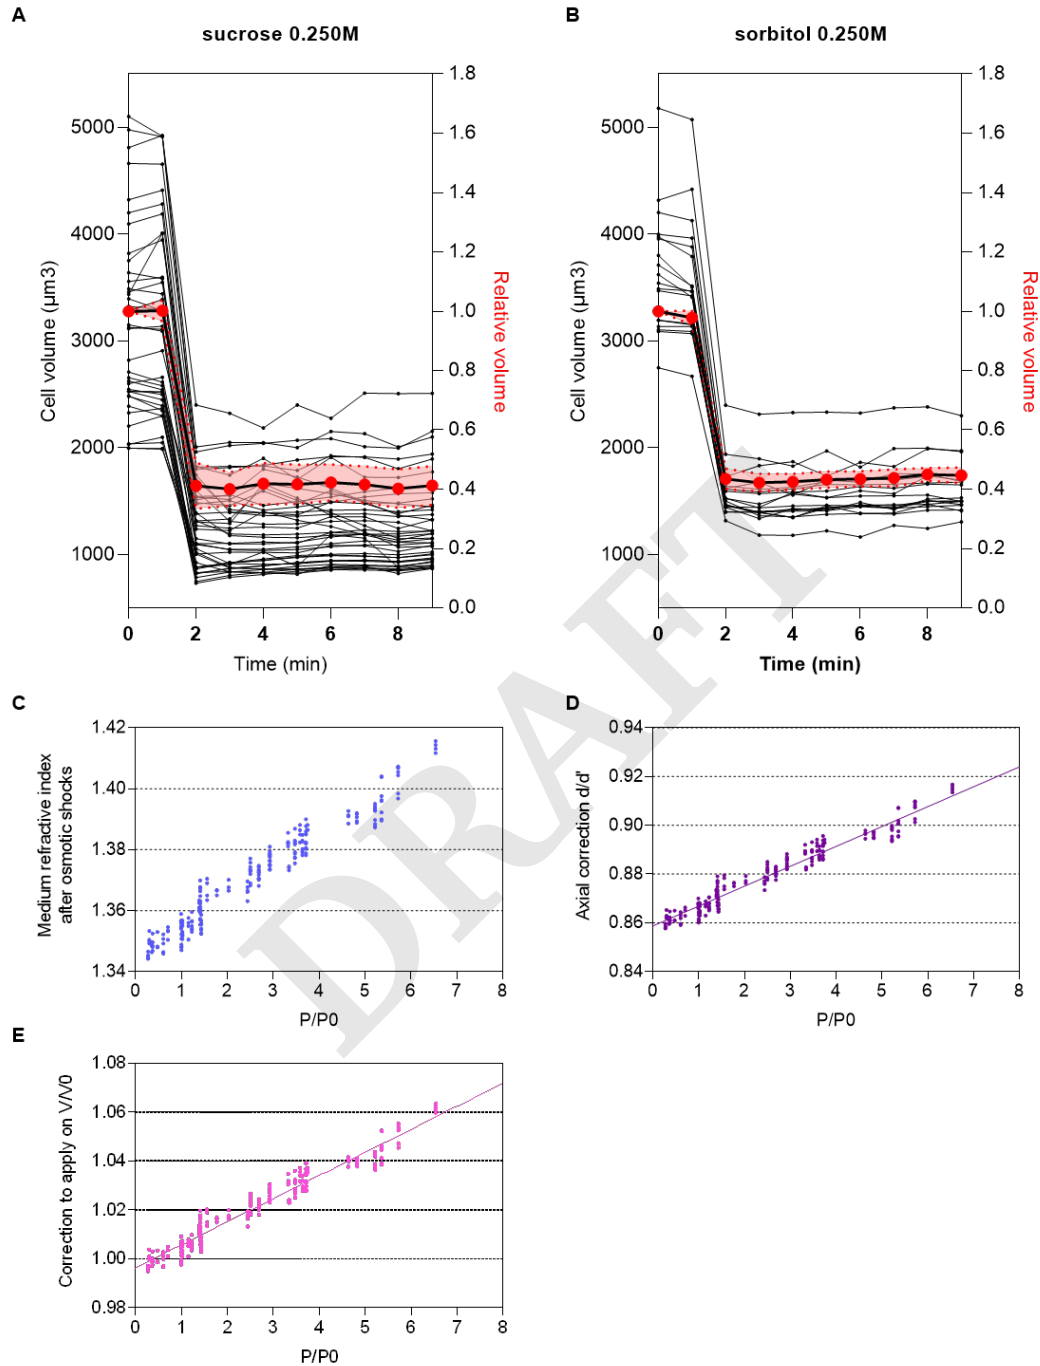 A
sucrose 0.250M
5000
4000
3000
2000
1000
Cell volume (μm3)
1.8
1.6
1.4
1.2
1.0
0.8
0.6
0.4
0.2
0.0
Relative volume
0 2 4 6 8
Time (min)
B
sorbitol 0.250M
5000
4000
3000
2000
1000
Cell volume (μm3)
1.8
1.6
1.4
1.2
1.0
0.8
0.6
0.4
0.2
0.0
Relative volume
0 2 4 6 8
Time (min)
DRAFT
C
1.42
1.40
1.38
1.36
1.34
Medium refractive index
after osmotic shocks
0 1 2 3 4 5 6 7 8
P/P0
D
0.94
0.92
0.90
0.88
0.86
0.84
Axial correction d/d'
0 1 2 3 4 5 6 7 8
P/P0
E
1.08
1.06
1.04
1.02
1.00
0.98
Correction to apply on V/V0
0 1 2 3 4 5 6 7 8
P/P0